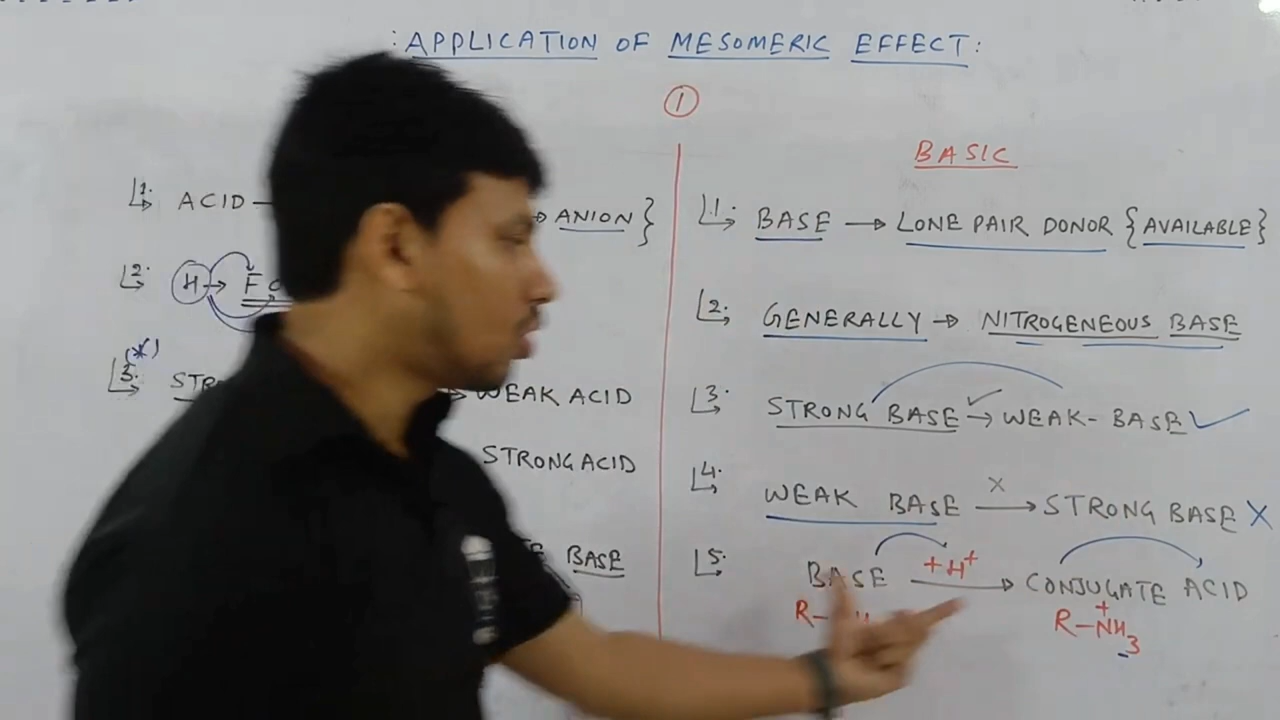 : APPLICATION OF MESOMERIC EFFECT :
1
1. ACID → ANION }
2. H → F
3. (*) WEAK ACID
STRONG ACID
BASE
BASIC
1. BASE → LONE PAIR DONOR { AVAILABLE }
2. GENERALLY → NITROGENEOUS BASE
3. STRONG BASE → WEAK-BASE ✓
4. WEAK BASE → X STRONG BASE X
5. BASE +H+ → CONJUGATE ACID
R- R-N+H3